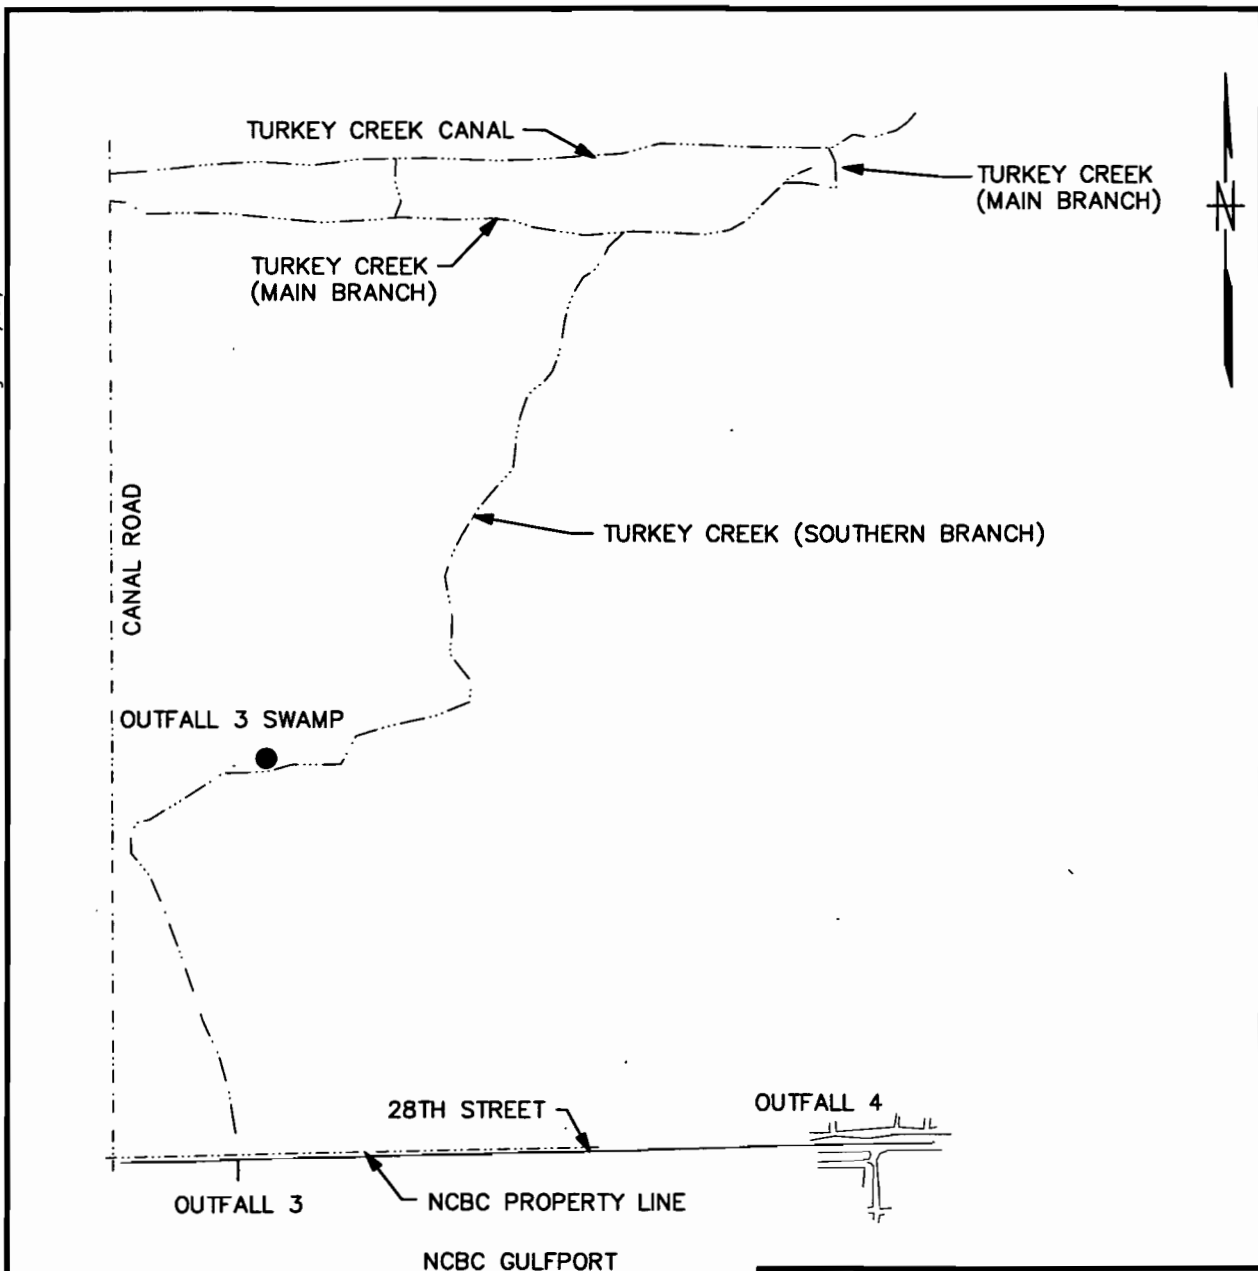 TURKEY CREEK CANAL
TURKEY CREEK
(MAIN BRANCH)
N
TURKEY CREEK
(MAIN BRANCH)
CANAL ROAD
TURKEY CREEK (SOUTHERN BRANCH)
OUTFALL 3 SWAMP
28TH STREET
OUTFALL 4
OUTFALL 3
NCBC PROPERTY LINE
NCBC GULFPORT